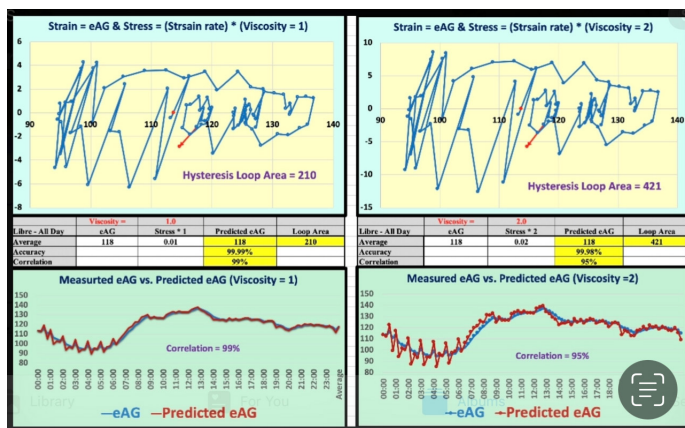 Strain = eAG & Stress = (Strsain rate) * (Viscosity = 1)
6
4
2
0
-2
-4
-6
-8
90 100 110 120 130 140
Hysteresis Loop Area = 210
Viscosity = 1.0
Libre - All Day eAG Stress * 1 Predicted eAG Loop Area
Average 118 0.01 118 210
Accuracy 99.99%
Correlation 99%
Measurted eAG vs. Predicted eAG (Viscosity = 1)
150
140
130
120
110
100
90
80
Correlation = 99%
00:00 01:00 02:00 03:00 04:00 05:00 06:00 07:00 08:00 09:00 10:00 11:00 12:00 13:00 14:00 15:00 16:00 17:00 18:00 19:00 20:00 21:00 22:00 23:00 Average
eAG Predicted eAG
Strain = eAG & Stress = (Strsain rate) * (Viscosity = 2)
10
5
0
-5
-10
-15
90 100 110 120 130 140
Hysteresis Loop Area = 421
Viscosity = 2.0
Libre - All Day eAG Stress * 2 Predicted eAG Loop Area
Average 118 0.02 118 421
Accuracy 99.98%
Correlation 95%
Measured eAG vs. Predicted eAG (Viscosity =2)
150
140
130
120
110
100
90
80
Correlation = 95%
00:00 01:00 02:00 03:00 04:00 05:00 06:00 07:00 08:00 09:00 10:00 11:00 12:00 13:00 14:00 15:00 16:00 17:00 18:00
eAG Predicted eAG
Library
For You
Albums